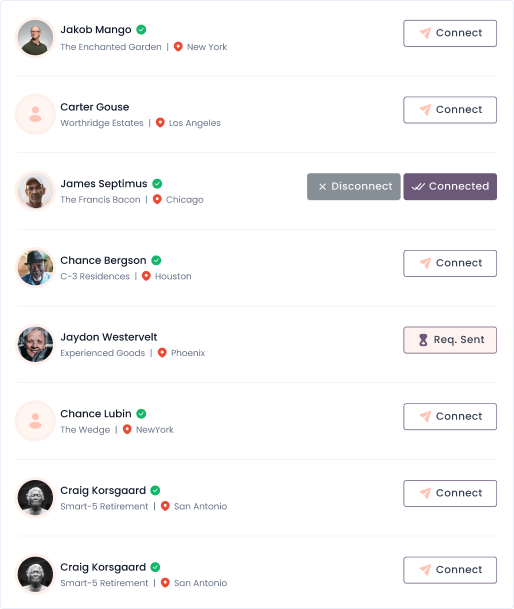 Jakob Mango
Connect
The Enchanted Garden | New York
Carter Gouse
Connect
Worthridge Estates | Los Angeles
James Septimus
Disconnect Connected
The Francis Bacon | Chicago
Chance Bergson
Connect
C-3 Residences | Houston
Jaydon Westervelt
Req. Sent
Experienced Goods | Phoenix
Chance Lubin
Connect
The Wedge | NewYork
Craig Korsgaard
Connect
Smart-5 Retirement | San Antonio
Craig Korsgaard
Connect
Smart-5 Retirement | San Antonio